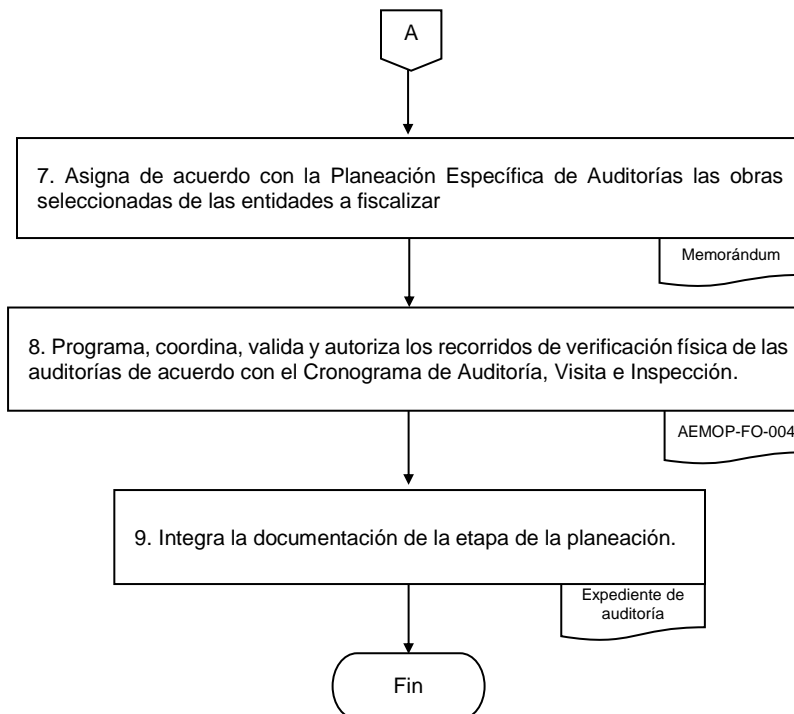 A
7. Asigna de acuerdo con la Planeación Específica de Auditorías las obras
seleccionadas de las entidades a fiscalizar
Memorándum
8. Programa, coordina, valida y autoriza los recorridos de verificación física de las
auditorías de acuerdo con el Cronograma de Auditoría, Visita e Inspección.
AEMOP-FO-004
9. Integra la documentación de la etapa de la planeación.
Expediente de
auditoría
Fin